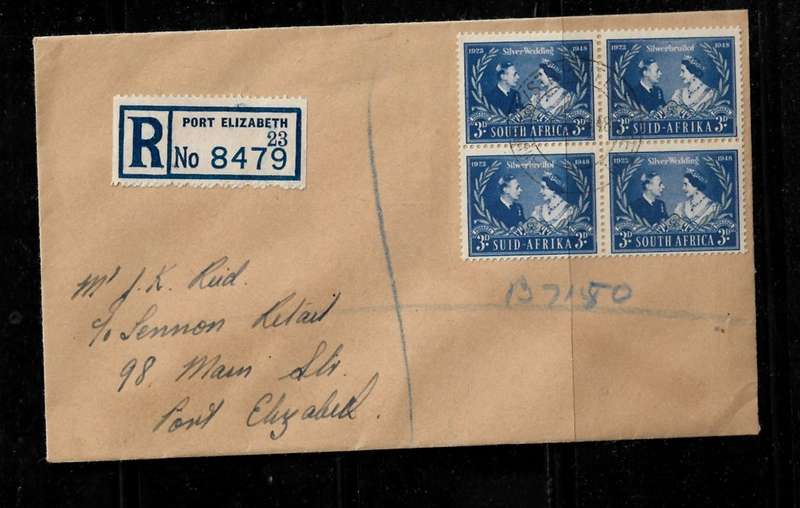 R
PORT ELIZABETH
23
No 8479
1923 Silver Wedding 1948
3D SOUTH AFRICA 3D
1923 Silwerbruilof 1948
3D SUID-AFRIKA 3D
1923 Silwerbruilof 1948
3D SUID-AFRIKA 3D
1923 Silver Wedding 1948
3D SOUTH AFRICA 3D
B7180
Mr J.K. Reid.
c/o Lennon Retail
98. Main Str.
Port Elizabeth.